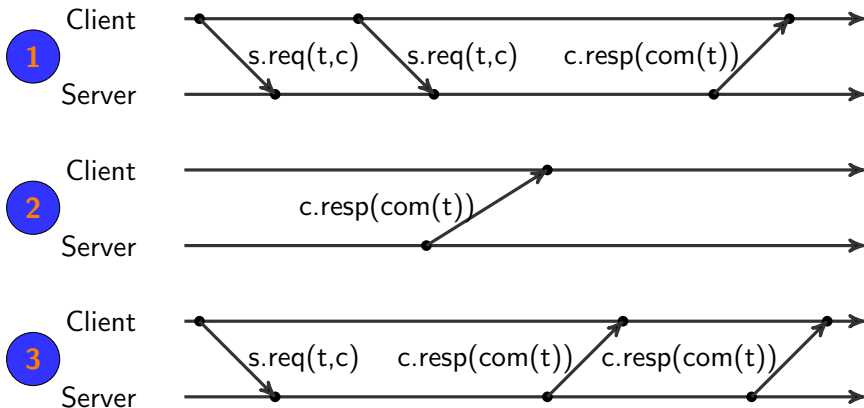 Client
1
s.req(t,c) s.req(t,c) c.resp(com(t))
Server
Client
2
c.resp(com(t))
Server
Client
3
s.req(t,c) c.resp(com(t)) c.resp(com(t))
Server